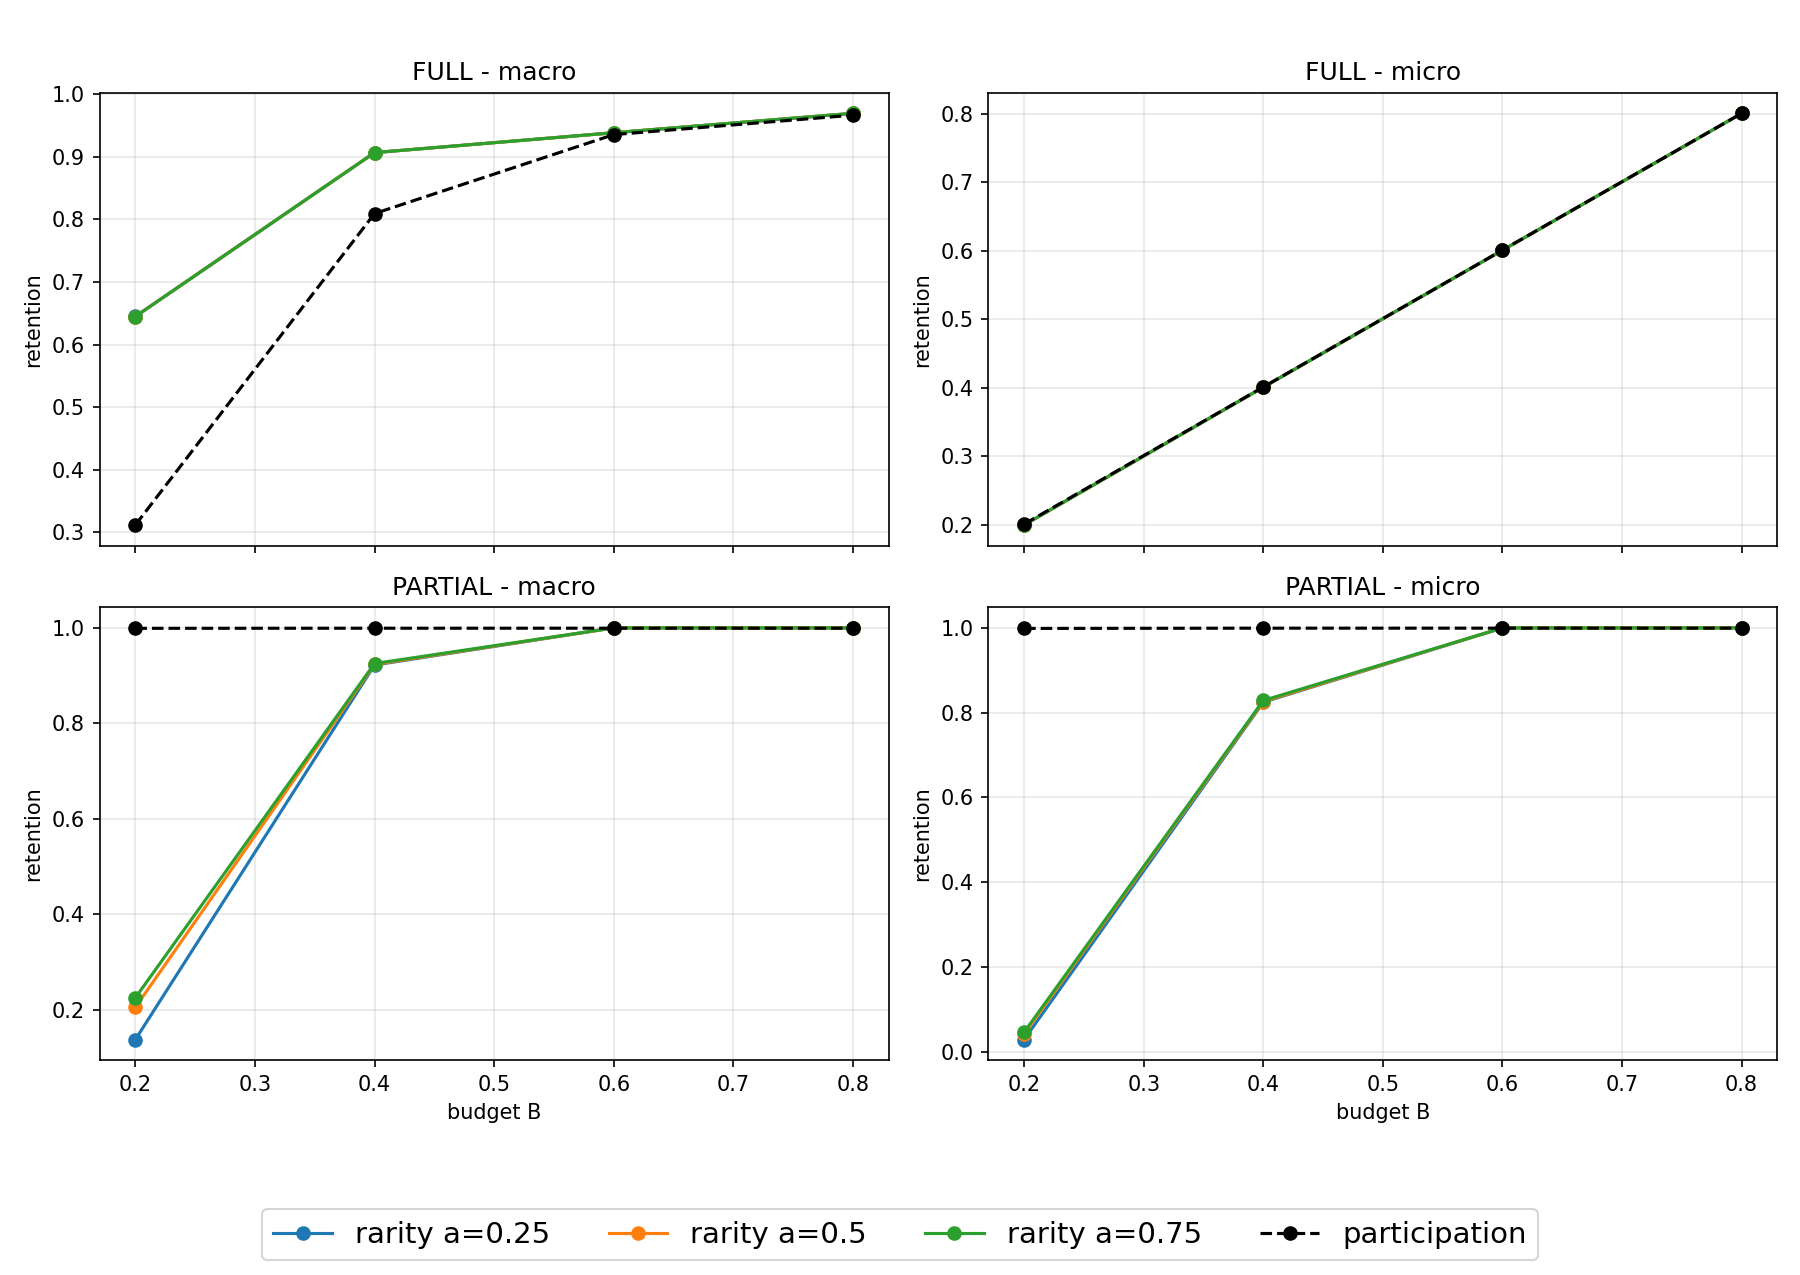 FULL - macro
1.0
0.9
0.8
0.7
0.6
0.5
0.4
0.3
retention
FULL - micro
0.8
0.7
0.6
0.5
0.4
0.3
0.2
retention
PARTIAL - macro
1.0
0.8
0.6
0.4
0.2
retention
0.2 0.3 0.4 0.5 0.6 0.7 0.8
budget B
PARTIAL - micro
1.0
0.8
0.6
0.4
0.2
0.0
retention
0.2 0.3 0.4 0.5 0.6 0.7 0.8
budget B
rarity a=0.25 rarity a=0.5 rarity a=0.75 participation